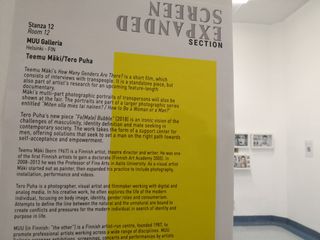 EXPANDED
SCREEN
SECTION
Stanza 12
Room 12
MUU Galleria
Helsinki - FIN
Teemu Mäki/Tero Puha
Teemu Mäki's How Many Genders Are There? is a short film, which
consists of interviews with transpeople. It is a standalone piece, but
also part of artist's research for an upcoming feature-length
documentary.
Mäki's multi-part photographic portraits of transpersons will also be
shown at the fair. The portraits are part of a larger photographic series
entitled "Miten olla mies tai nainen? / How to Be a Woman or a Man?"
Tero Puha's new piece "Fa(Male) Bubble" (2018) is an ironic vision of the
challenges of masculinity, identity definition and mate seeking in
contemporary society. The work takes the form of a support center for
men, offering solutions that seek to set a man on the right path towards
self-acceptance and empowerment.
Teemu Mäki (born 1967) is a Finnish artist, theatre director and writer. He was one
of the first Finnish artists to gain a doctorate (Finnish Art Academy 2005). In
2008-2013 he was the Professor of Fine Arts in Aalto University. As a visual artist
Mäki started out as painter, then expanded his practice to include photography,
installation, performance and videos.
Tero Puha is a photographer, visual artist and filmmaker working with digital and
analog media. In his creative work, he often explores the life of the modern
individual, focusing on body image, identity, gender roles and consumerism.
Attempts to define the line between the natural and the unnatural are bound to
create conflicts and pressures for the modern individual in search of identity and
purpose in life.
MUU (in Finnish: "the other") is a Finnish artist-run centre, founded 1987, to
promote professional artists working across a wide range of disciplines. MUU